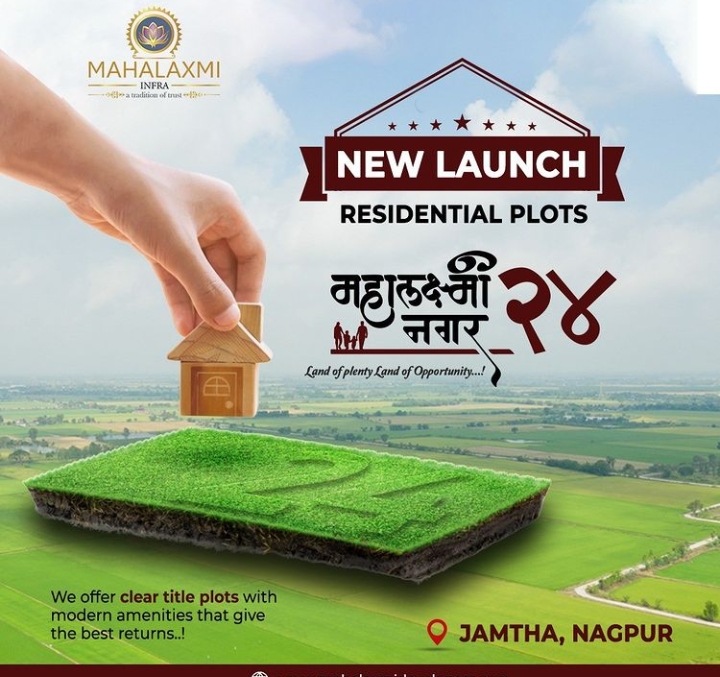 MAHALAXMI
INFRA
a tradition of trust
NEW LAUNCH
RESIDENTIAL PLOTS
महालक्ष्मी
नगर २४
Land of plenty Land of Opportunity...!
24
We offer clear title plots with
modern amenities that give
the best returns..!
JAMTHA, NAGPUR